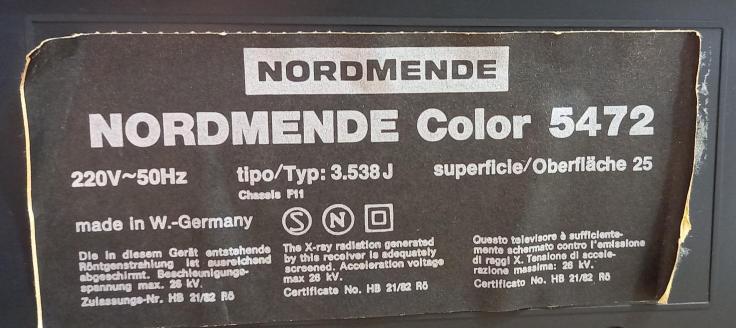 NORDMENDE
NORDMENDE Color 5472
220V~50Hz tipo/Typ: 3.538 J superficie/Oberfläche 25
Chassis F11
made in W.-Germany S N
Die in diesem Gerät entstehende
Röntgenstrahlung ist ausreichend
abgeschirmt. Beschleunigungs-
spannung max. 26 kV.
Zulassungs-Nr. HB 21/82 Rö
The X-ray radiation generated
by this receiver is adequately
screened. Acceleration voltage
max 26 kV.
Certificate No. HB 21/82 Rö
Questo televisore è sufficiente-
mente schermato contro l'emissione
di raggi X. Tensione di accele-
razione massima: 26 kV.
Certificato No. HB 21/82 Rö